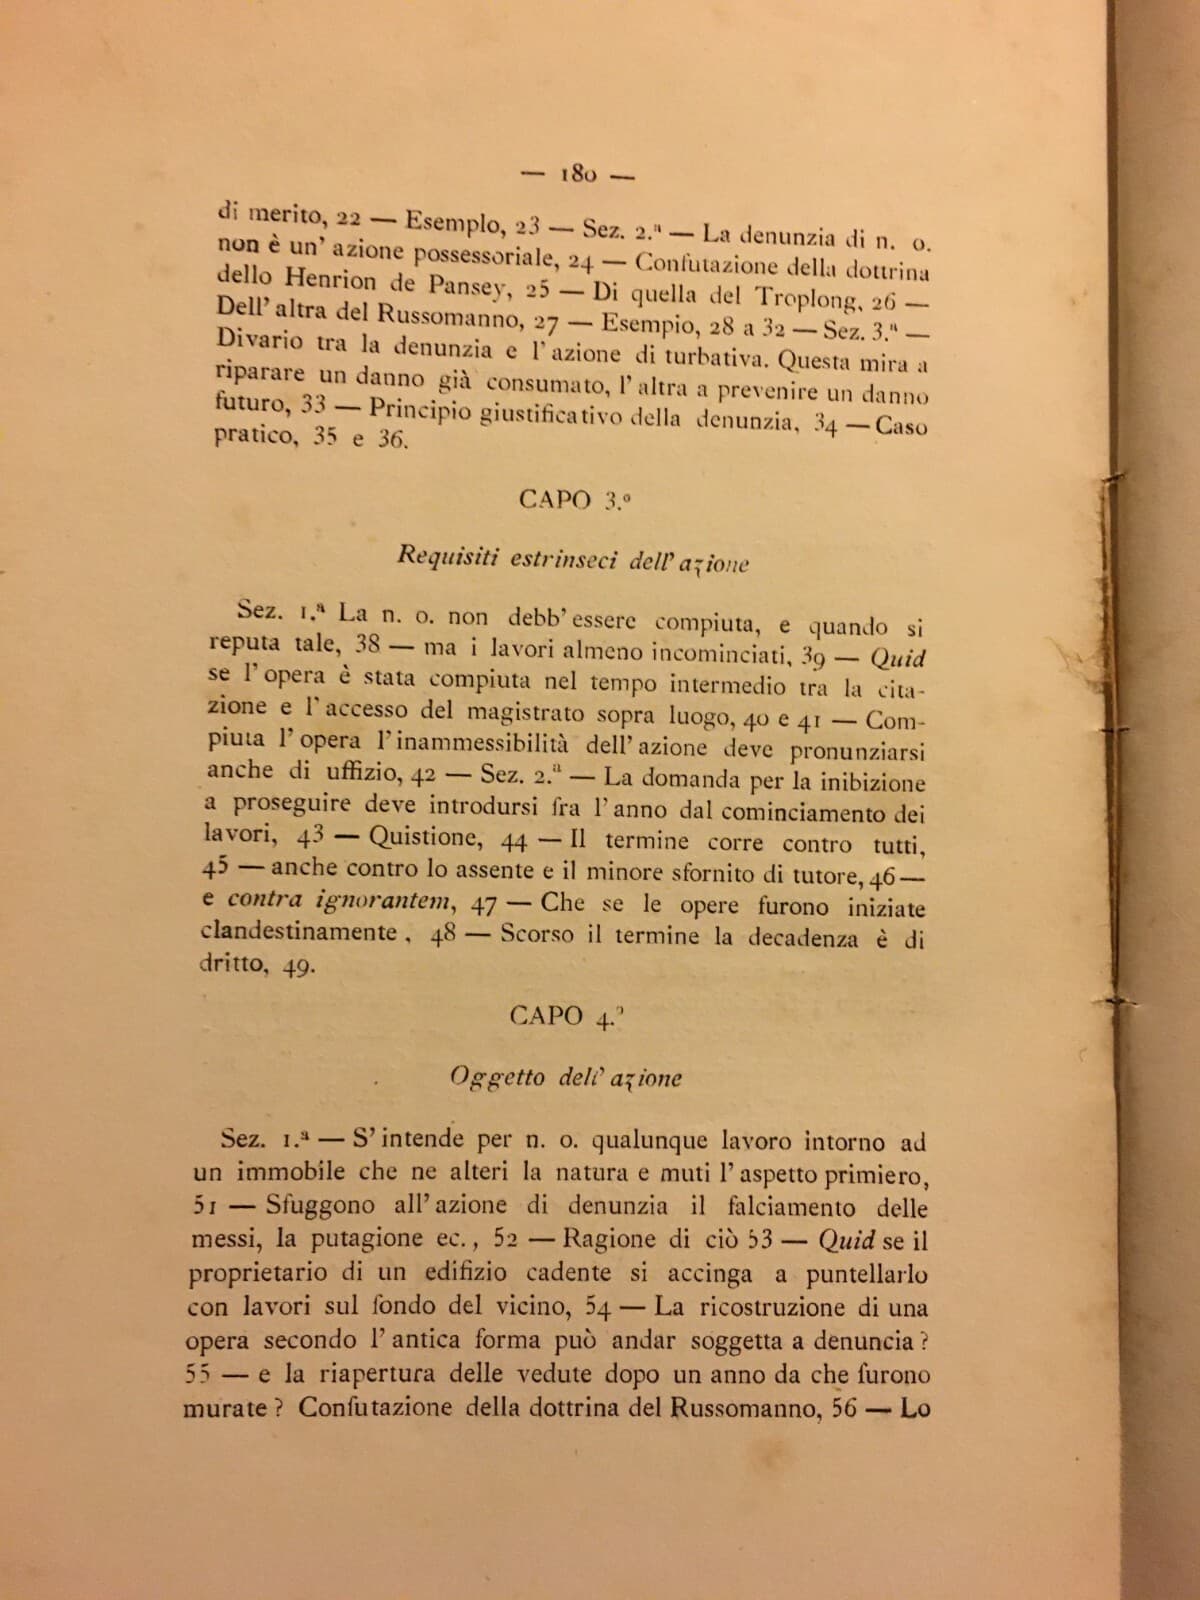 — 180 —
di merito, 22 — Esemplo, 23 — Sez. 2.ª — La denunzia di n. o.
non è un' azione possessoriale, 24 — Confutazione della dottrina
dello Henrion de Pansey, 25 — Di quella del Troplong, 26 —
Dell' altra del Russomanno, 27 — Esempio, 28 a 32 — Sez. 3.ª —
Divario tra la denunzia e l' azione di turbativa. Questa mira a
riparare un danno già consumato, l' altra a prevenire un danno
futuro, 33 — Principio giustificativo della denunzia, 34 — Caso
pratico, 35 e 36.
CAPO 3.º
Requisiti estrinseci dell' azione
Sez. 1.ª La n. o. non debb' essere compiuta, e quando si
reputa tale, 38 — ma i lavori almeno incominciati, 39 — Quid
se l' opera è stata compiuta nel tempo intermedio tra la cita-
zione e l' accesso del magistrato sopra luogo, 40 e 41 — Com-
piuta l' opera l' inammessibilità dell' azione deve pronunziarsi
anche di uffizio, 42 — Sez. 2.ª — La domanda per la inibizione
a proseguire deve introdursi fra l' anno dal cominciamento dei
lavori, 43 — Quistione, 44 — Il termine corre contro tutti,
45 — anche contro lo assente e il minore sfornito di tutore, 46 —
e contra ignorantem, 47 — Che se le opere furono iniziate
clandestinamente, 48 — Scorso il termine la decadenza è di
dritto, 49.
CAPO 4.º
Oggetto dell' azione
Sez. 1.ª — S' intende per n. o. qualunque lavoro intorno ad
un immobile che ne alteri la natura e muti l' aspetto primiero,
51 — Sfuggono all' azione di denunzia il falciamento delle
messi, la putagione ec., 52 — Ragione di ciò 53 — Quid se il
proprietario di un edifizio cadente si accinga a puntellarlo
con lavori sul fondo del vicino, 54 — La ricostruzione di una
opera secondo l' antica forma può andar soggetta a denuncia ?
55 — e la riapertura delle vedute dopo un anno da che furono
murate ? Confutazione della dottrina del Russomanno, 56 — Lo